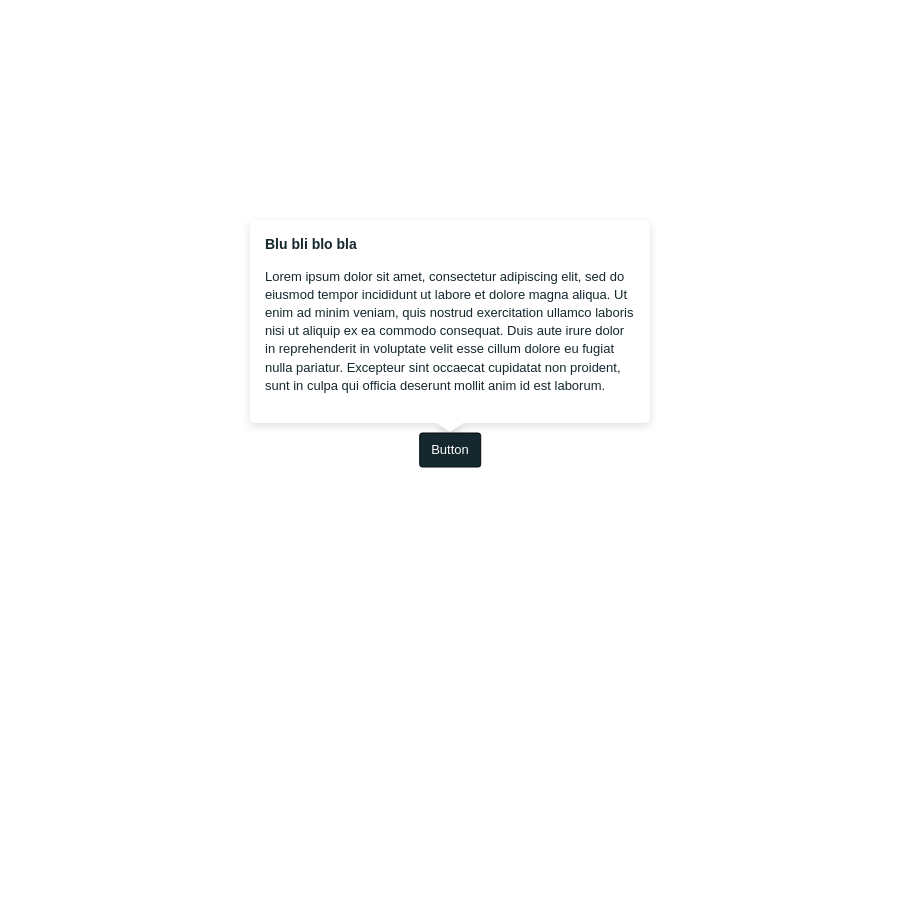 Blu bli blo bla
Lorem ipsum dolor sit amet, consectetur adipiscing elit, sed do
eiusmod tempor incididunt ut labore et dolore magna aliqua. Ut
enim ad minim veniam, quis nostrud exercitation ullamco laboris
nisi ut aliquip ex ea commodo consequat. Duis aute irure dolor
in reprehenderit in voluptate velit esse cillum dolore eu fugiat
nulla pariatur. Excepteur sint occaecat cupidatat non proident,
sunt in culpa qui officia deserunt mollit anim id est laborum.
Button